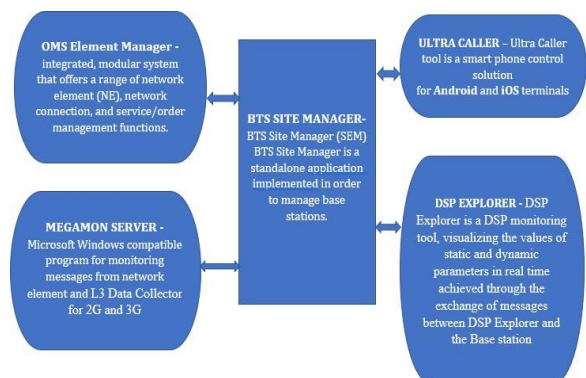 OMS Element Manager -
integrated, modular system
that offers a range of network
element (NE), network
connection, and service/order
management functions.
MEGAMON SERVER -
Microsoft Windows compatible
program for monitoring
messages from network
element and L3 Data Collector
for 2G and 3G
BTS SITE MANAGER-
BTS Site Manager (SEM)
BTS Site Manager is a
standalone application
implemented in order
to manage base
stations.
ULTRA CALLER – Ultra Caller
tool is a smart phone control
solution
for Android and iOS terminals
DSP EXPLORER - DSP
Explorer is a DSP monitoring
tool, visualizing the values of
static and dynamic
parameters in real time
achieved through the
exchange of messages
between DSP Explorer and
the Base station